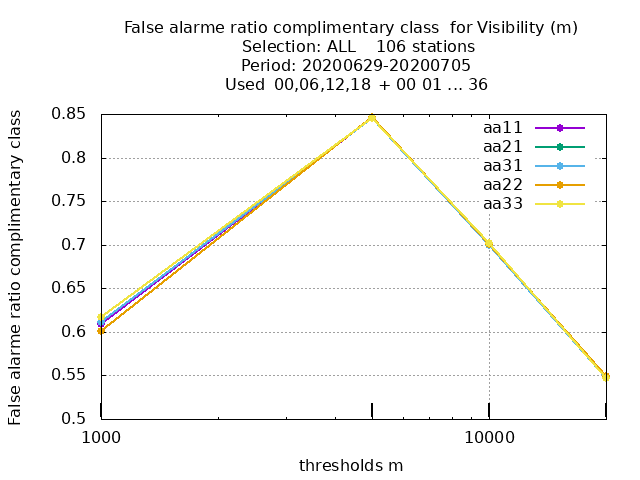 False alarme ratio complimentary class  for Visibility (m)
Selection: ALL    106 stations
Period: 20200629-20200705
Used  00,06,12,18  + 00 01 ... 36
False alarme ratio complimentary class
0.85
0.8
0.75
0.7
0.65
0.6
0.55
0.5
aa11
aa21
aa31
aa22
aa33
1000
10000
thresholds m